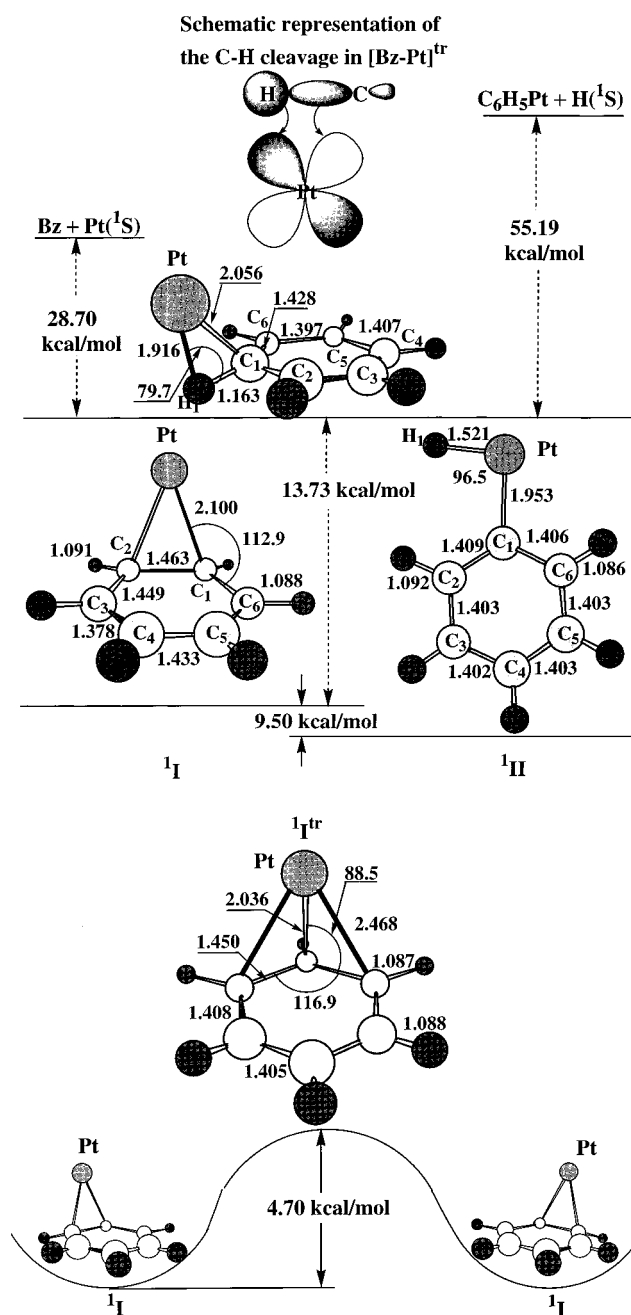 Schematic representation of
the C-H cleavage in [Bz-Pt]tr
H C
Pt
C6H5Pt + H(1S)
Bz + Pt(1S)
55.19
kcal/mol
28.70
kcal/mol
Pt
2.056
1.428
C6
1.397
1.407
C4
C5
1.916
C1
C2
C3
79.7
H1
1.163
Pt
13.73 kcal/mol
2.100
C2
112.9
1.091
1.463
C1
1.088
1.449
C3
C6
1.378
C4
C5
1.433
H1
1.521
Pt
96.5
1.953
C1
1.409
1.406
C2
C6
1.092
1.086
1.403
1.403
C3
C5
C4
1.402
1.403
9.50 kcal/mol
1I
1II
1Itr
Pt
88.5
2.036
2.468
1.450
1.087
116.9
1.408
1.088
1.405
Pt
Pt
4.70 kcal/mol
1I
1I